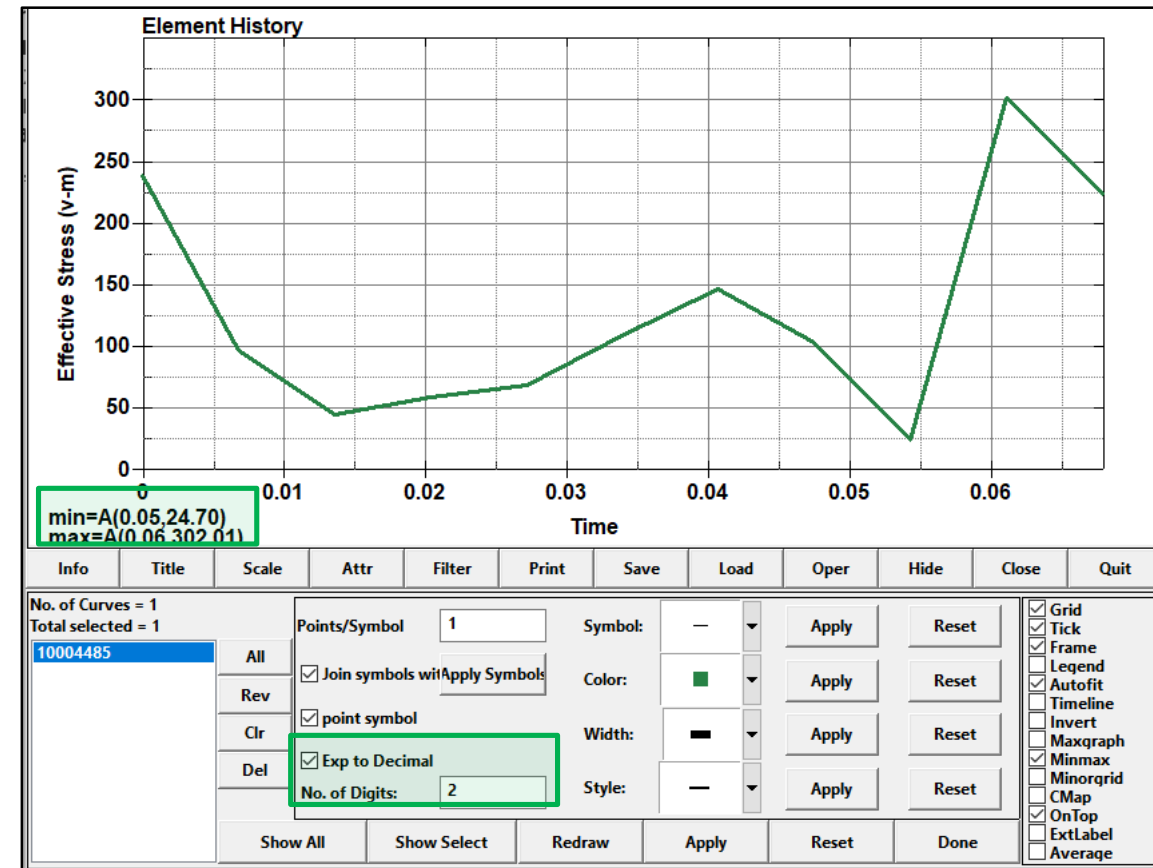 Element History
Effective Stress (v-m)
300
250
200
150
100
50
0
0 0.01 0.02 0.03 0.04 0.05 0.06
Time
min=A(0.05,24.70)
max=A(0.06,302.01)
Info Title Scale Attr Filter Print Save Load Oper Hide Close Quit
No. of Curves = 1
Total selected = 1
10004485
All
Rev
Clr
Del
Points/Symbol 1
Join symbols wit Apply Symbols
point symbol
Exp to Decimal
No. of Digits: 2
Symbol: Apply Reset
Color: Apply Reset
Width: Apply Reset
Style: Apply Reset
Grid
Tick
Frame
Legend
Autofit
Timeline
Invert
Maxgraph
Minmax
Minorgrid
CMap
OnTop
ExtLabel
Average
Show All Show Select Redraw Apply Reset Done